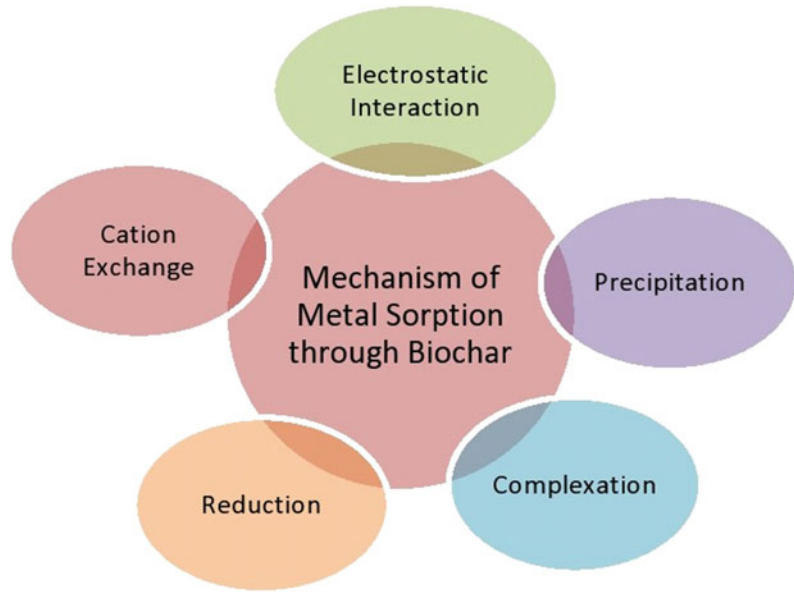 Electrostatic
Interaction
Cation
Exchange
Mechanism of
Metal Sorption
through Biochar
Precipitation
Reduction
Complexation